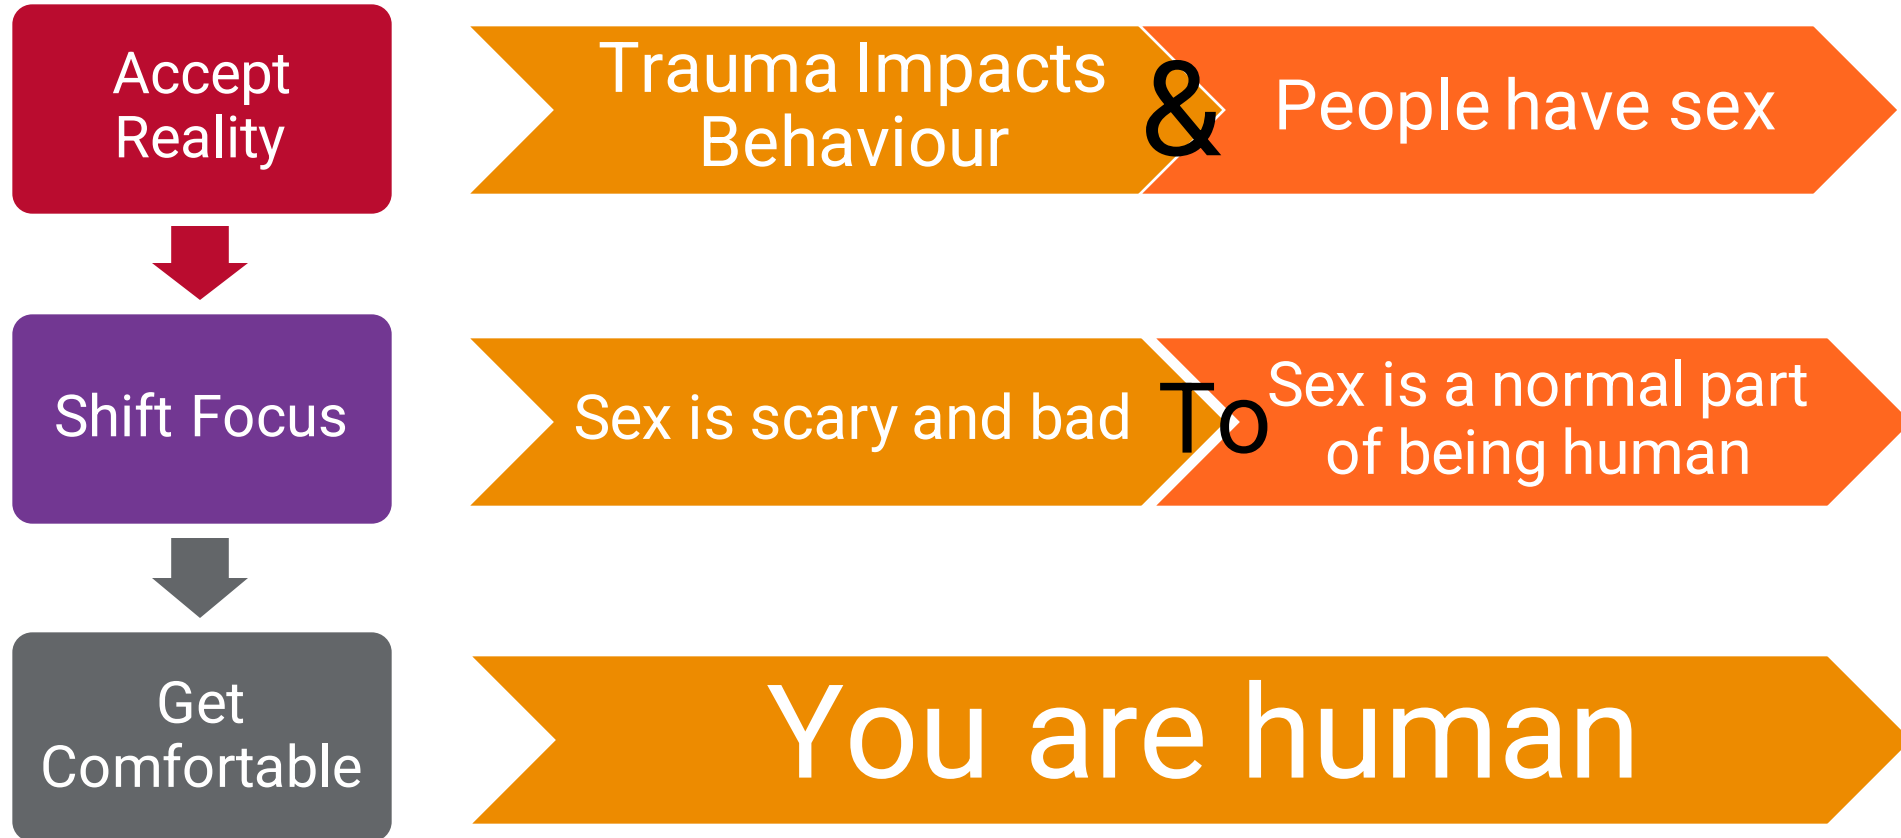 Accept
Reality
Trauma Impacts
Behaviour
&
People have sex
Shift Focus
Sex is scary and bad
To
Sex is a normal part
of being human
Get
Comfortable
You are human